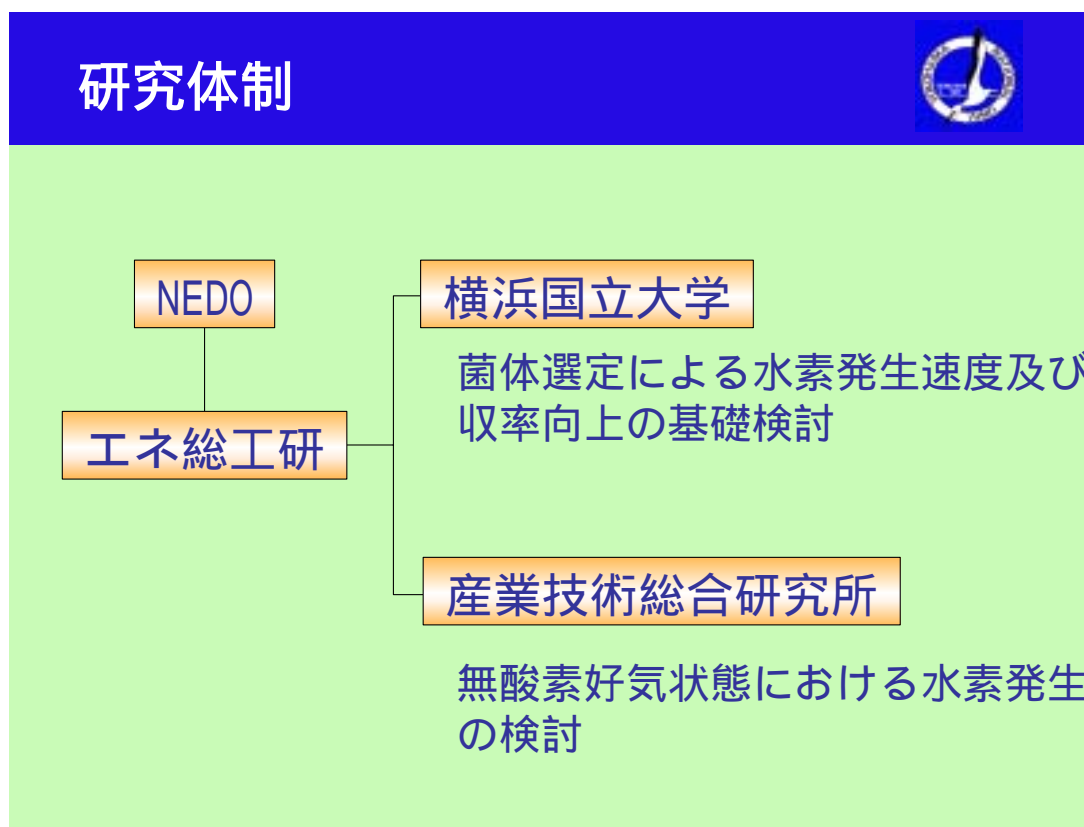 研究体制
NEDO
エネ総工研
横浜国立大学
菌体選定による水素発生速度及び
収率向上の基礎検討
産業技術総合研究所
無酸素好気状態における水素発生
の検討